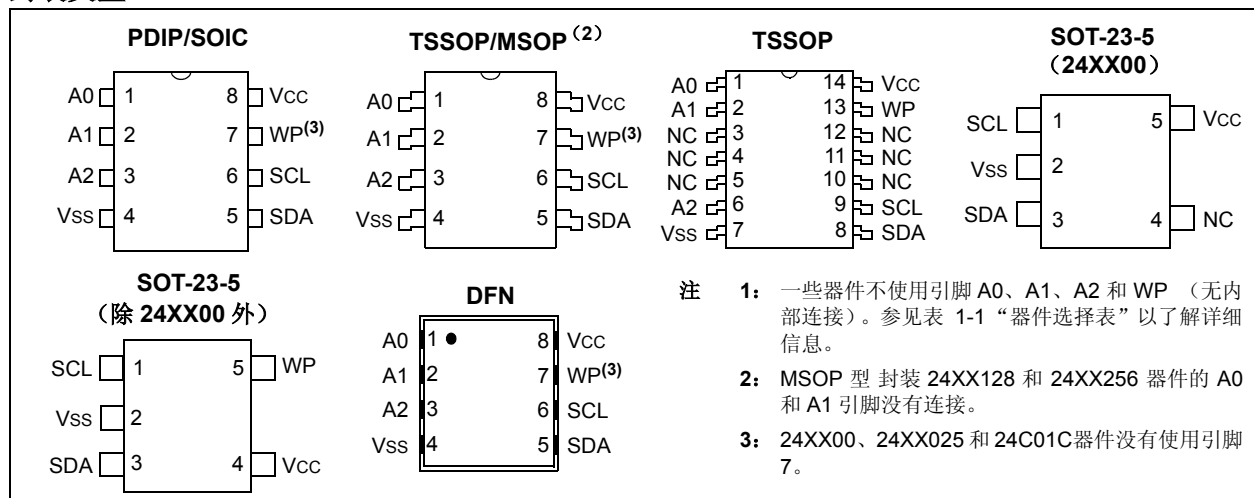 PDIP/SOIC
A0 1 8 VCC
A1 2 7 WP(3)
A2 3 6 SCL
VSS 4 5 SDA
TSSOP/MSOP（2）
A0 1 8 VCC
A1 2 7 WP(3)
A2 3 6 SCL
VSS 4 5 SDA
TSSOP
A0 1 14 VCC
A1 2 13 WP
NC 3 12 NC
NC 4 11 NC
NC 5 10 NC
A2 6 9 SCL
VSS 7 8 SDA
SOT-23-5
（24XX00）
SCL 1 5 VCC
VSS 2
SDA 3 4 NC
SOT-23-5
（除 24XX00 外）
SCL 1 5 WP
VSS 2
SDA 3 4 VCC
DFN
A0 1 8 VCC
A1 2 7 WP(3)
A2 3 6 SCL
VSS 4 5 SDA
注 1： 一些器件不使用引脚 A0、A1、A2 和 WP （无内
部连接）。参见表 1-1“器件选择表”以了解详细
信息。
2： MSOP 型 封装 24XX128 和 24XX256 器件的 A0
和 A1 引脚没有连接。
3： 24XX00、24XX025 和 24C01C器件没有使用引脚
7。